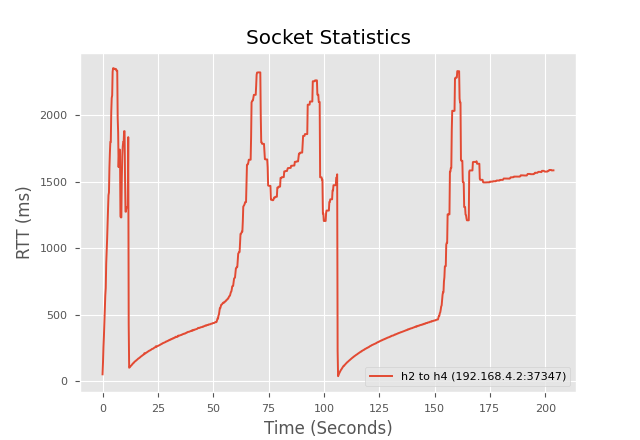 Socket Statistics
RTT (ms)
2000
1500
1000
500
0
h2 to h4 (192.168.4.2:37347)
0 25 50 75 100 125 150 175 200
Time (Seconds)